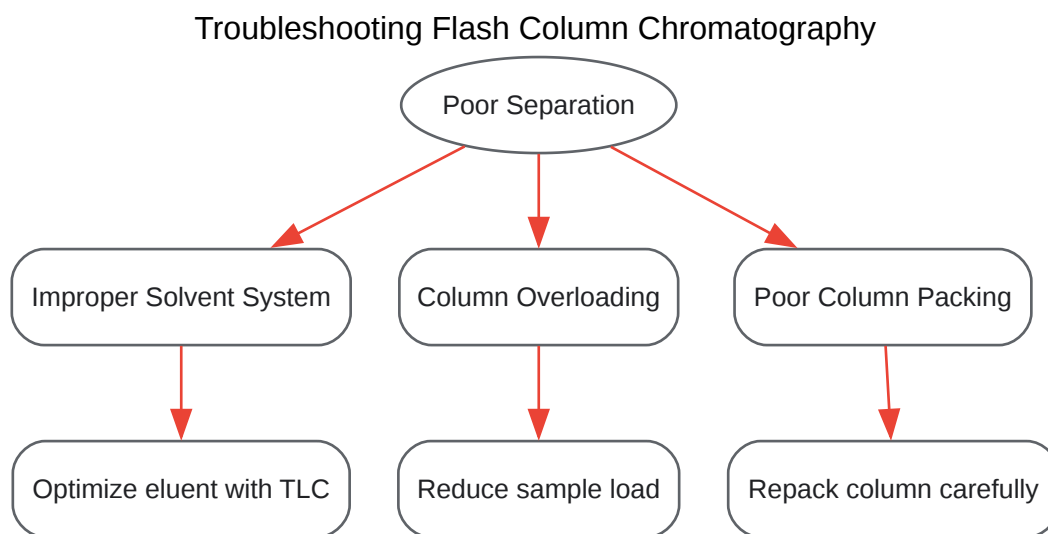 Troubleshooting Flash Column Chromatography
Poor Separation
Improper Solvent System
Column Overloading
Poor Column Packing
Optimize eluent with TLC
Reduce sample load
Repack column carefully